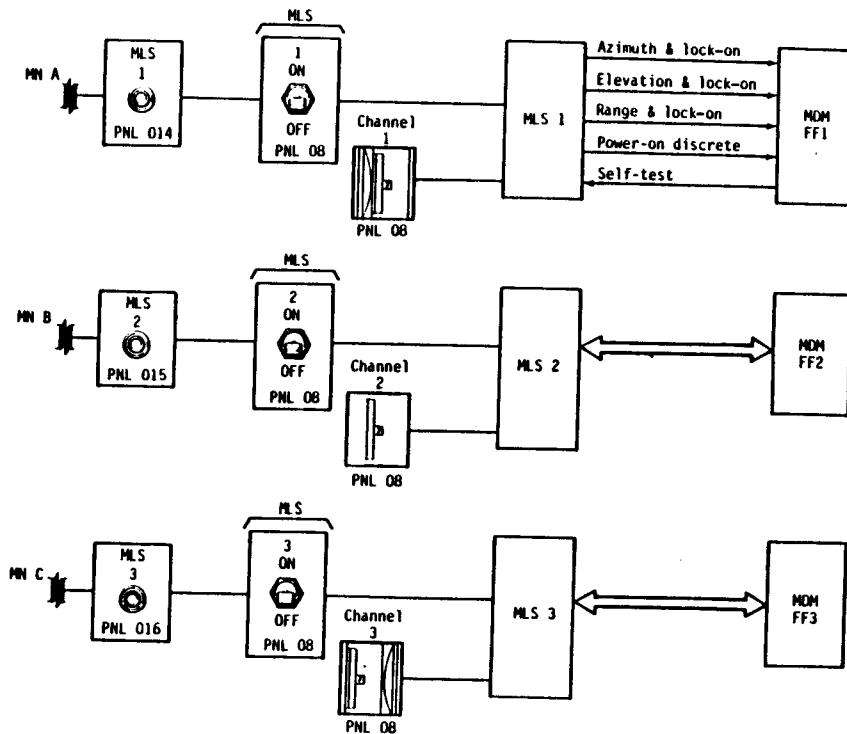 MLS
MN A
MLS
1
PNL 014
1
ON
OFF
PNL 08
Channel
1
PNL 08
MLS 1
Azimuth & lock-on
Elevation & lock-on
Range & lock-on
Power-on discrete
Self-test
MDM
FF1
MLS
MN B
MLS
2
PNL 015
2
ON
OFF
PNL 08
Channel
2
PNL 08
MLS 2
MDM
FF2
MLS
MN C
MLS
3
PNL 016
3
ON
OFF
PNL 08
Channel
3
PNL 08
MLS 3
MDM
FF3